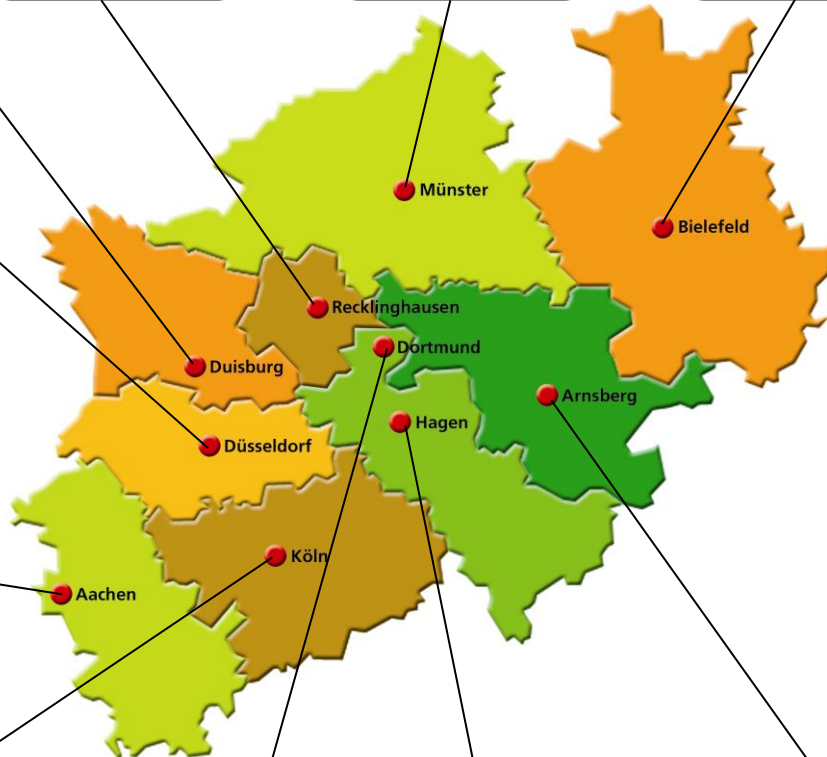 Münster
Bielefeld
Recklinghausen
Dortmund
Duisburg
Arnsberg
Hagen
Düsseldorf
Köln
Aachen